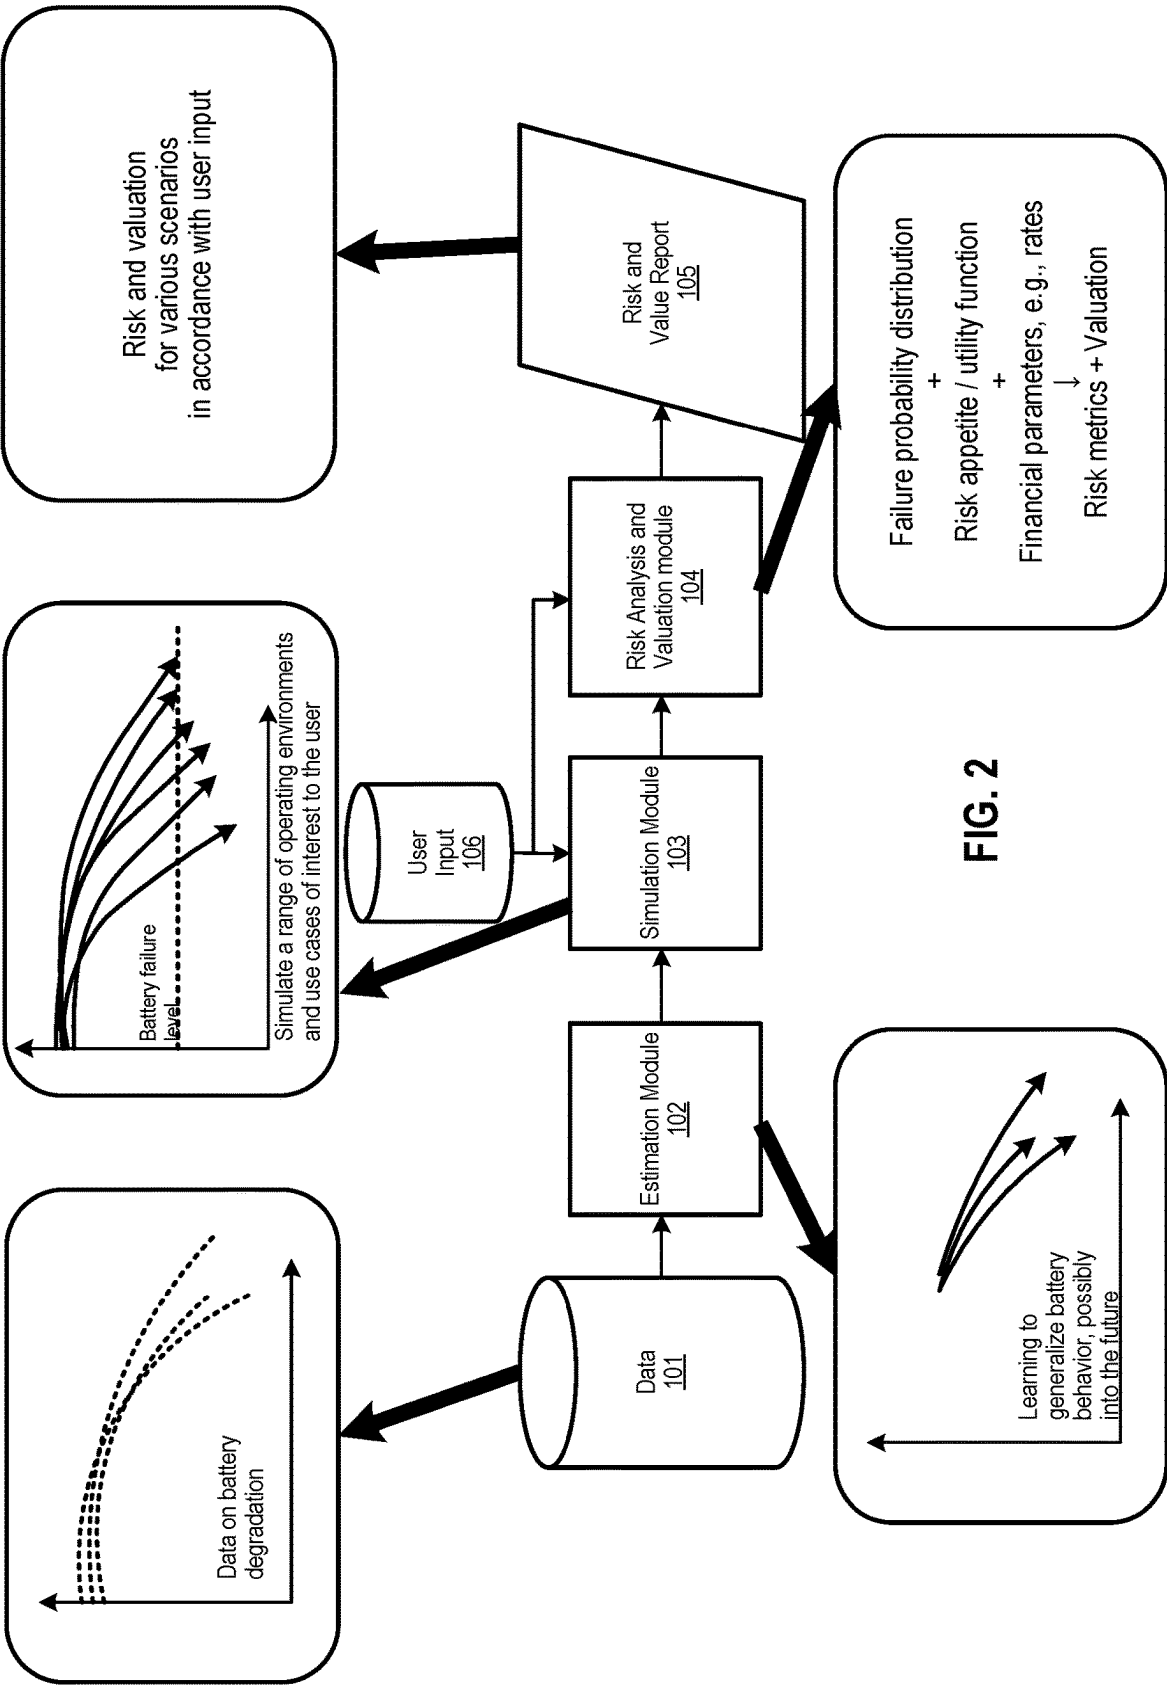 Data on battery
degradation
Battery failure
level
Simulate a range of operating environments
and use cases of interest to the user
Risk and valuation
for various scenarios
in accordance with user input
User
Input
106
Data
101
Estimation Module
102
Simulation Module
103
Risk Analysis and
Valuation module
104
Risk and
Value Report
105
Learning to
generalize battery
behavior, possibly
into the future
Failure probability distribution
+
Risk appetite / utility function
+
Financial parameters, e.g., rates
↓
Risk metrics + Valuation
FIG. 2